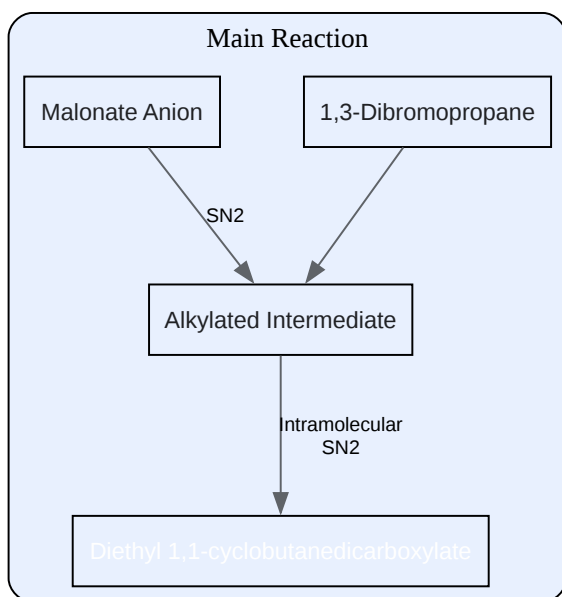 Main Reaction
Malonate Anion
1,3-Dibromopropane
SN2
Alkylated Intermediate
Intramolecular
SN2
Diethyl 1,1-cyclobutanedicarboxylate